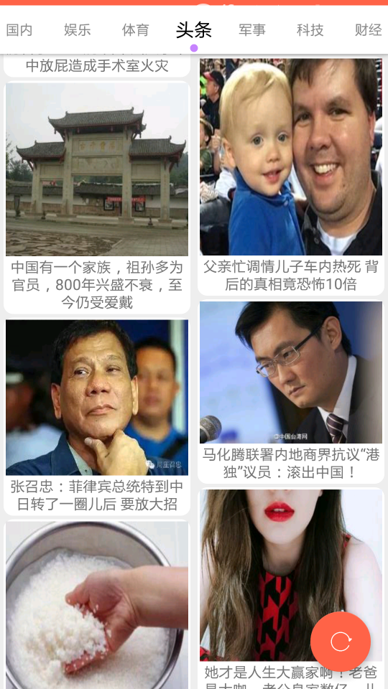 国内
娱乐
体育
头条
军事
科技
财经
中放屁造成手术室火灾
中国有一个家族，祖孙多为
官员，800年兴盛不衰，至
今仍受爱戴
父亲忙调情儿子车内热死 背
后的真相竟恐怖10倍
张召忠：菲律宾总统特到中
日转了一圈儿后 要放大招
中国台湾网
马化腾联署内地商界抗议“港
独”议员：滚出中国！
她才是人生大赢家啊！老爸